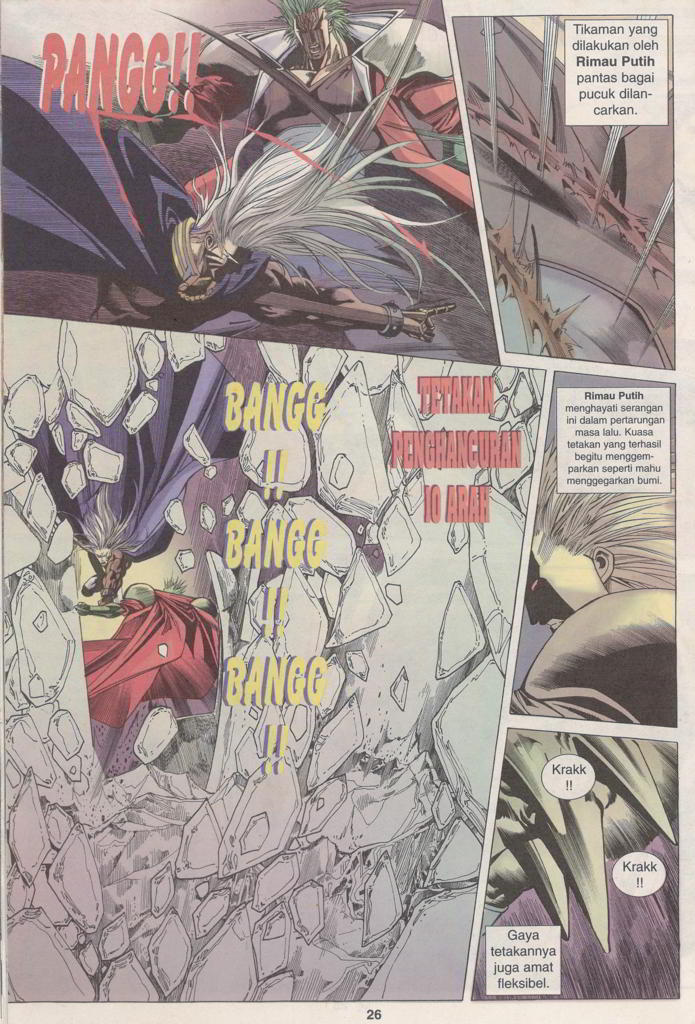 PANGG!!
Tikaman yang
dilakukan oleh
Rimau Putih
pantas bagai
pucuk dilan-
carkan.
BANGG
!!
BANGG
!!
BANGG
!!
TETAKAN
PENGHANCURAN
10 ARAH
Rimau Putih
menghayati serangan
ini dalam pertarungan
masa lalu. Kuasa
tetakan yang terhasil
begitu menggem-
parkan seperti mahu
menggegarkan bumi.
Krakk
!!
Krakk
!!
Gaya
tetakannya
juga amat
fleksibel.
26